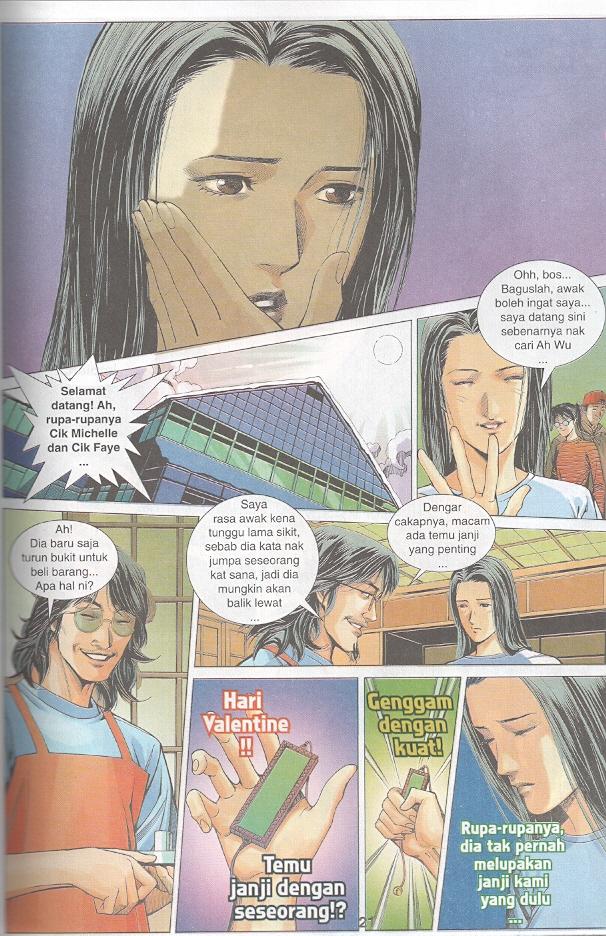 Selamat
datang! Ah,
rupa-rupanya
Cik Michelle
dan Cik Faye
...
Ohh, bos...
Baguslah, awak
boleh ingat saya...
saya datang sini
sebenarnya nak
cari Ah Wu
...
Ah!
Dia baru saja
turun bukit untuk
beli barang...
Apa hal ni?
Saya
rasa awak kena
tunggu lama sikit,
sebab dia kata nak
jumpa seseorang
kat sana, jadi dia
mungkin akan
balik lewat
...
Dengar
cakapnya, macam
ada temu janji
yang penting
...
Hari
Valentine
!!
Temu
janji dengan
seseorang!?
Genggam
dengan
kuat!
Rupa-rupanya,
dia tak pernah
melupakan
janji kami
yang dulu
...
21